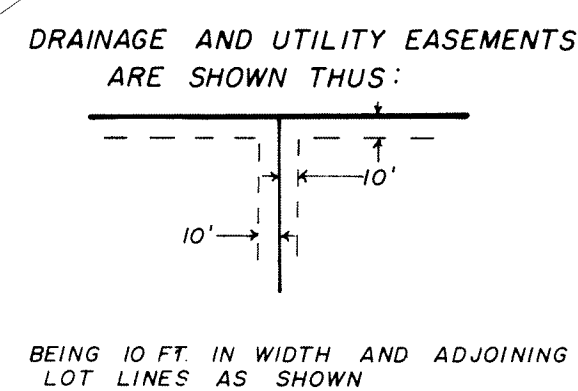 DRAINAGE AND UTILITY EASEMENTS
ARE SHOWN THUS:
10'
10'
BEING 10 FT. IN WIDTH AND ADJOINING
LOT LINES AS SHOWN